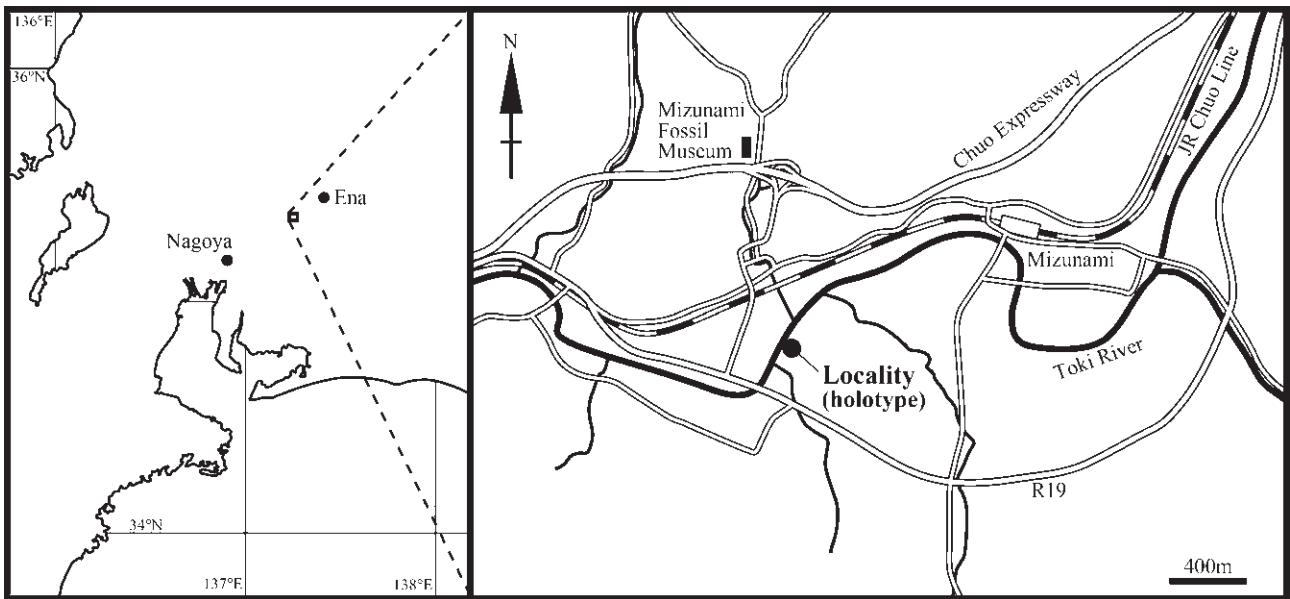 136°E
36°N
Ena
Nagoya
34°N
137°E
138°E
N
Mizunami
Fossil
Museum
Chuo Expressway
JR Chuo Line
Mizunami
Toki River
Locality
(holotype)
R19
400m